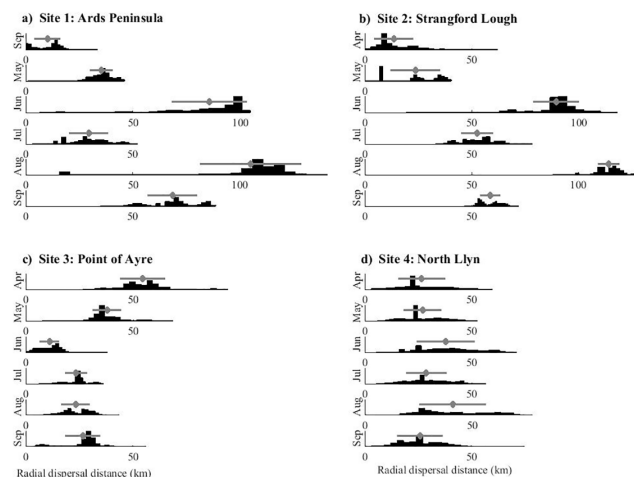 a) Site 1: Ards Peninsula
Sep
0
May
0
Jun
0 50 100
Jul
0 50
Aug
0 50 100
Sep
0 50
b) Site 2: Strangford Lough
Apr
0 50
May
0
Jun
0 50 100
Jul
0 50
Aug
0 50 100
Sep
0 50
c) Site 3: Point of Ayre
Apr
0 50
May
0 50
Jun
0
Jul
0
Aug
0
Sep
0 50
Radial dispersal distance (km)
d) Site 4: North Llyn
Apr
0 50
May
0 50
Jun
0 50
Jul
0 50
Aug
0 50
Sep
0 50
Radial dispersal distance (km)